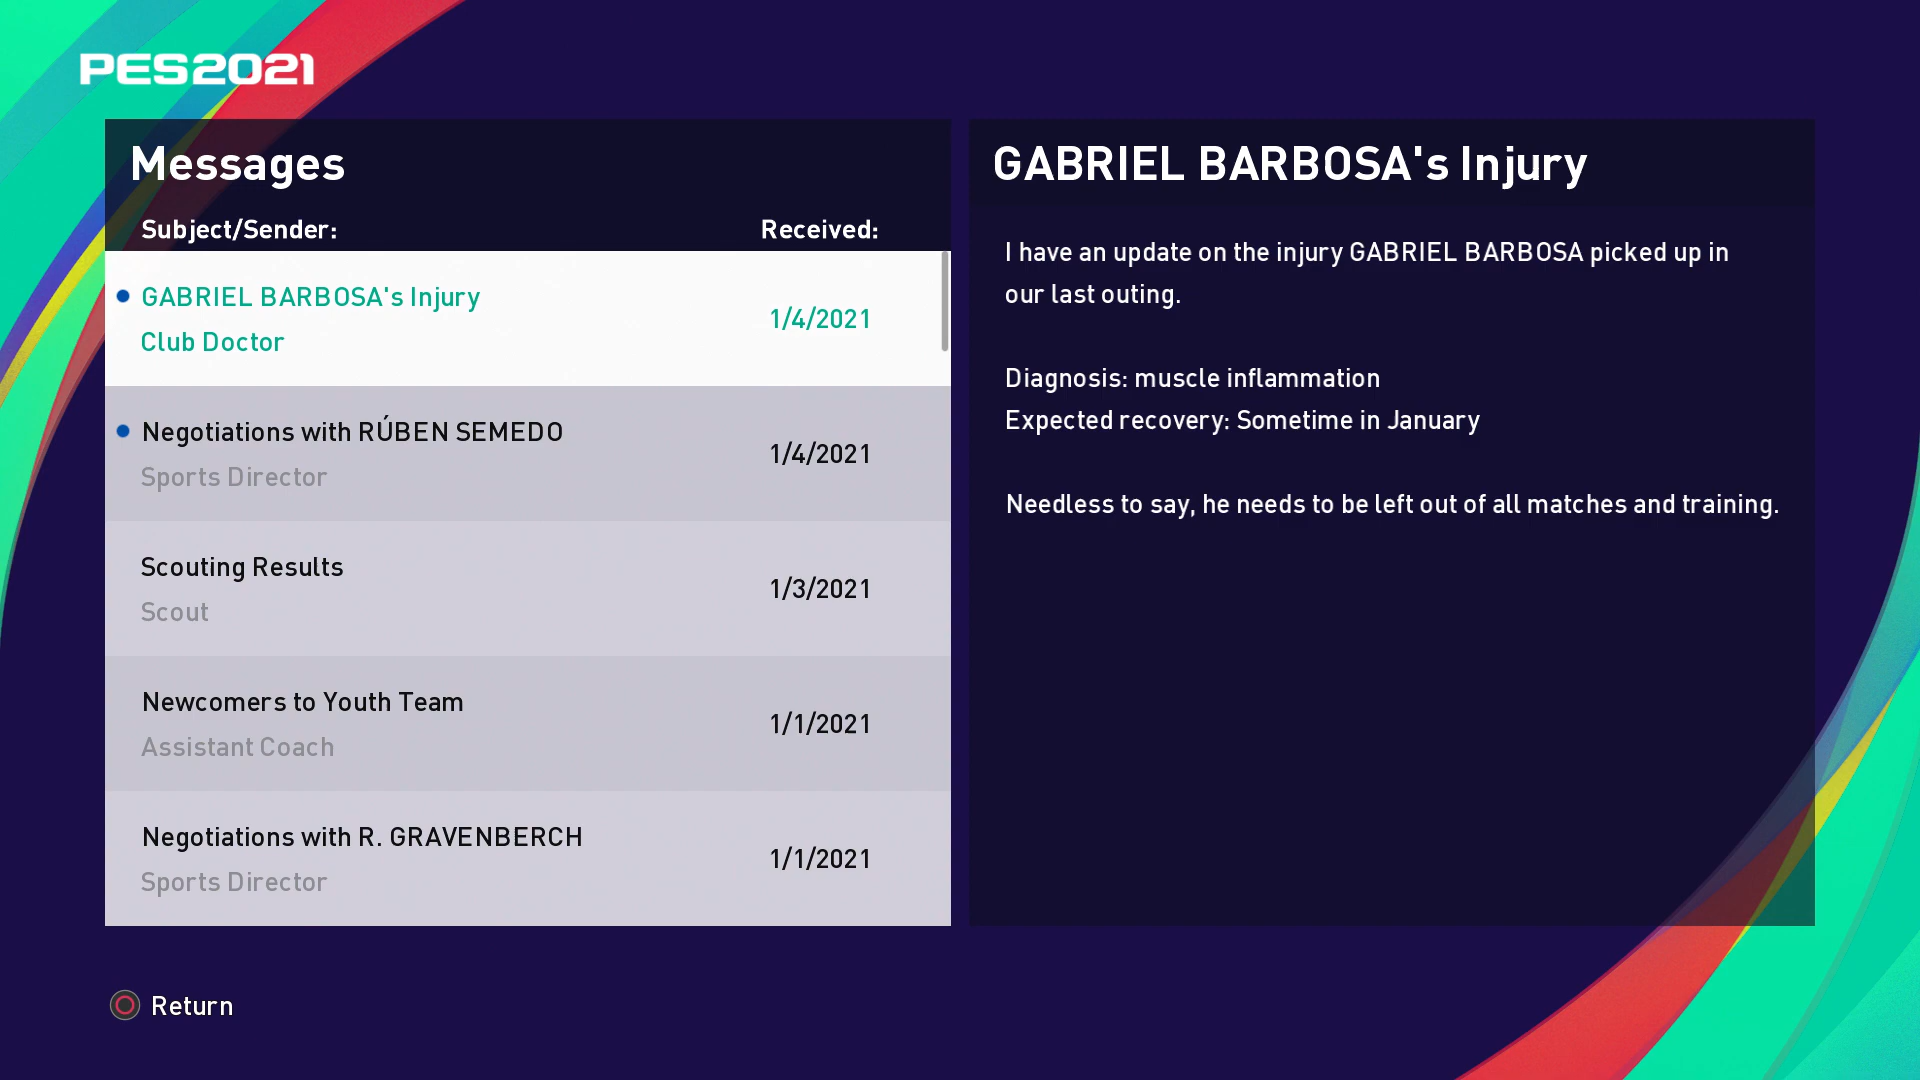 PES2021
Messages
Subject/Sender: Received:
GABRIEL BARBOSA's Injury
Club Doctor
1/4/2021
Negotiations with RÚBEN SEMEDO
Sports Director
1/4/2021
Scouting Results
Scout
1/3/2021
Newcomers to Youth Team
Assistant Coach
1/1/2021
Negotiations with R. GRAVENBERCH
Sports Director
1/1/2021
GABRIEL BARBOSA's Injury
I have an update on the injury GABRIEL BARBOSA picked up in
our last outing.
Diagnosis: muscle inflammation
Expected recovery: Sometime in January
Needless to say, he needs to be left out of all matches and training.
Return